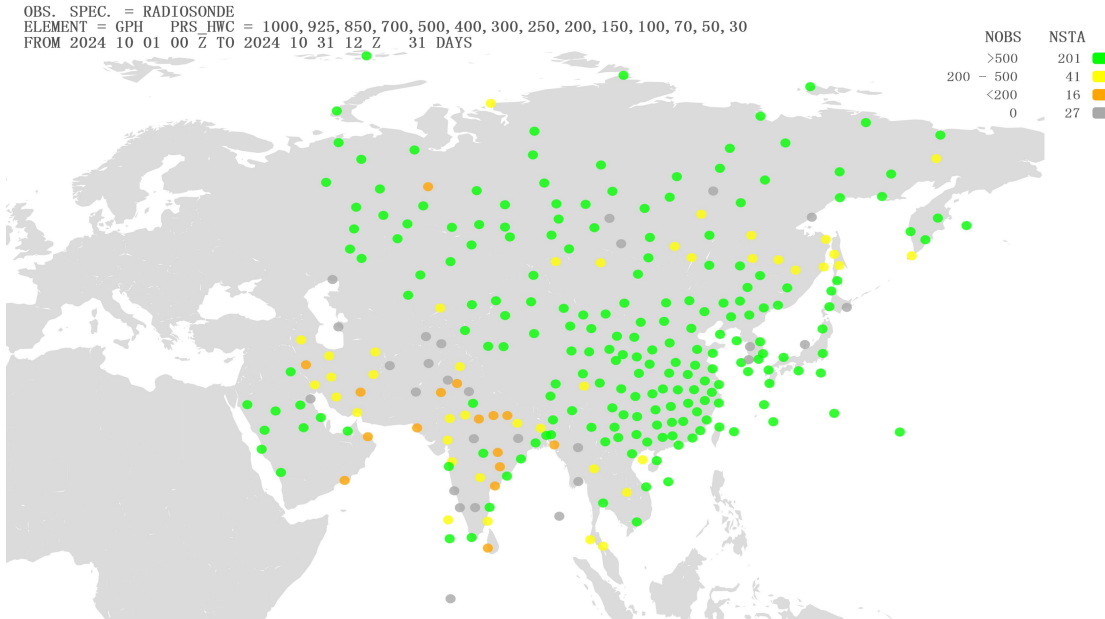 OBS. SPEC. = RADIOSONDE
ELEMENT = GPH   PRS_HWC = 1000,925,850,700,500,400,300,250,200,150,100,70,50,30
FROM 2024 10 01 00 Z TO 2024 10 31 12 Z   31 DAYS
NOBS NSTA
>500 201
200 - 500 41
<200 16
0 27